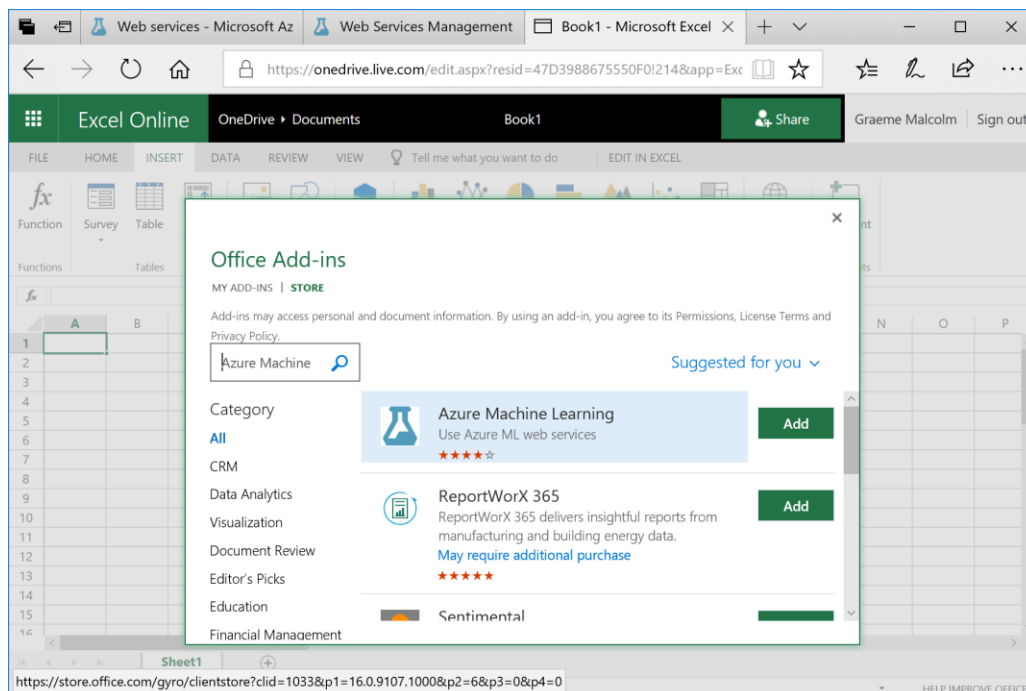 Web services - Microsoft Az
Web Services Management
Book1 - Microsoft Excel
https://onedrive.live.com/edit.aspx?resid=47D3988675550F0!214&app=Exc
Excel Online
OneDrive ▸ Documents
Book1
Share
Graeme Malcolm
Sign out
FILE
HOME
INSERT
DATA
REVIEW
VIEW
Tell me what you want to do
EDIT IN EXCEL
fx
Function
Survey
Table
Functions
Tables
fx
A
B
N
O
P
1
2
3
4
5
6
7
8
9
10
11
12
13
14
15
16
Office Add-ins
MY ADD-INS | STORE
Add-ins may access personal and document information. By using an add-in, you agree to its Permissions, License Terms and
Privacy Policy.
Azure Machine
Suggested for you
Category
All
CRM
Data Analytics
Visualization
Document Review
Editor's Picks
Education
Financial Management
Azure Machine Learning
Use Azure ML web services
Add
ReportWorX 365
ReportWorX 365 delivers insightful reports from
manufacturing and building energy data.
May require additional purchase
Add
Sentimental
Sheet1
https://store.office.com/gyro/clientstore?clid=1033&p1=16.0.9107.1000&p2=6&p3=0&p4=0
HELP IMPROVE OFFICE